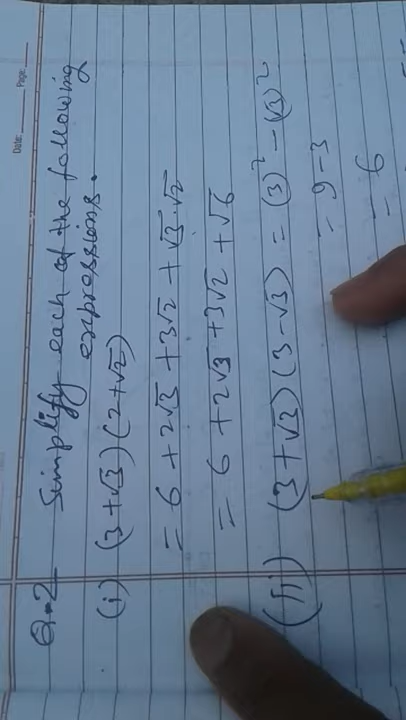 Date: Page:
Q.2 Simplify each of the following
expressions.
(i) (3+√3)(2+√2)
= 6 + 2√3 + 3√2 + √3.√2
= 6 + 2√3 + 3√2 + √6
(ii) (3+√3)(3-√3) = (3)² - (√3)²
= 9-3
= 6